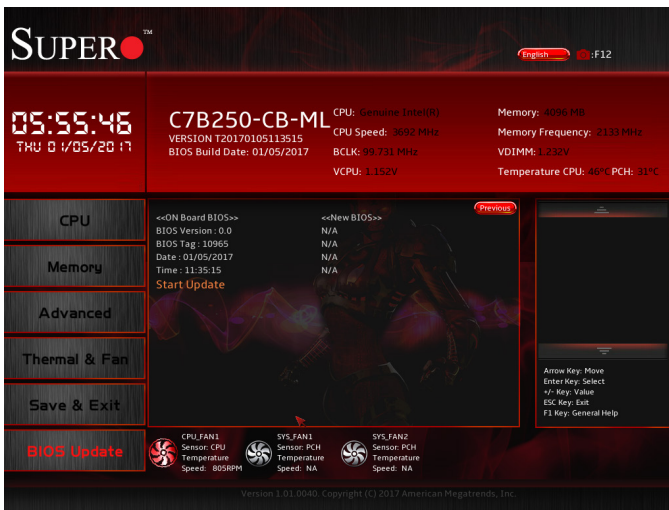 SUPER TM
English :F12
05:55:46
THU 01/05/2017
C7B250-CB-ML
VERSION T20170105113515
BIOS Build Date: 01/05/2017
CPU: Genuine Intel(R)
CPU Speed: 3692 MHz
BCLK: 99.731 MHz
VCPU: 1.152V
Memory: 4096 MB
Memory Frequency: 2133 MHz
VDIMM: 1.232V
Temperature CPU: 46°C PCH: 31°C
CPU
Memory
Advanced
Thermal & Fan
Save & Exit
BIOS Update
Previous
<<ON Board BIOS>> <<New BIOS>>
BIOS Version : 0.0 N/A
BIOS Tag : 10965 N/A
Date : 01/05/2017 N/A
Time : 11:35:15 N/A
Start Update
Arrow Key: Move
Enter Key: Select
+/- Key: Value
ESC Key: Exit
F1 Key: General Help
CPU_FAN1
Sensor: CPU
Temperature
Speed: 805RPM
SYS_FAN1
Sensor: PCH
Temperature
Speed: NA
SYS_FAN2
Sensor: PCH
Temperature
Speed: NA
Version 1.01.0040. Copyright (C) 2017 American Megatrends, Inc.